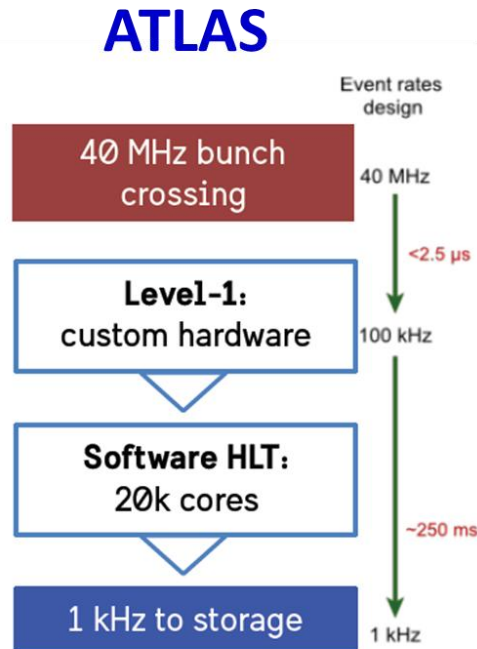 ATLAS
Event rates
design
40 MHz bunch
crossing
40 MHz
<2.5 µs
Level-1:
custom hardware
100 kHz
Software HLT:
20k cores
~250 ms
1 kHz to storage
1 kHz